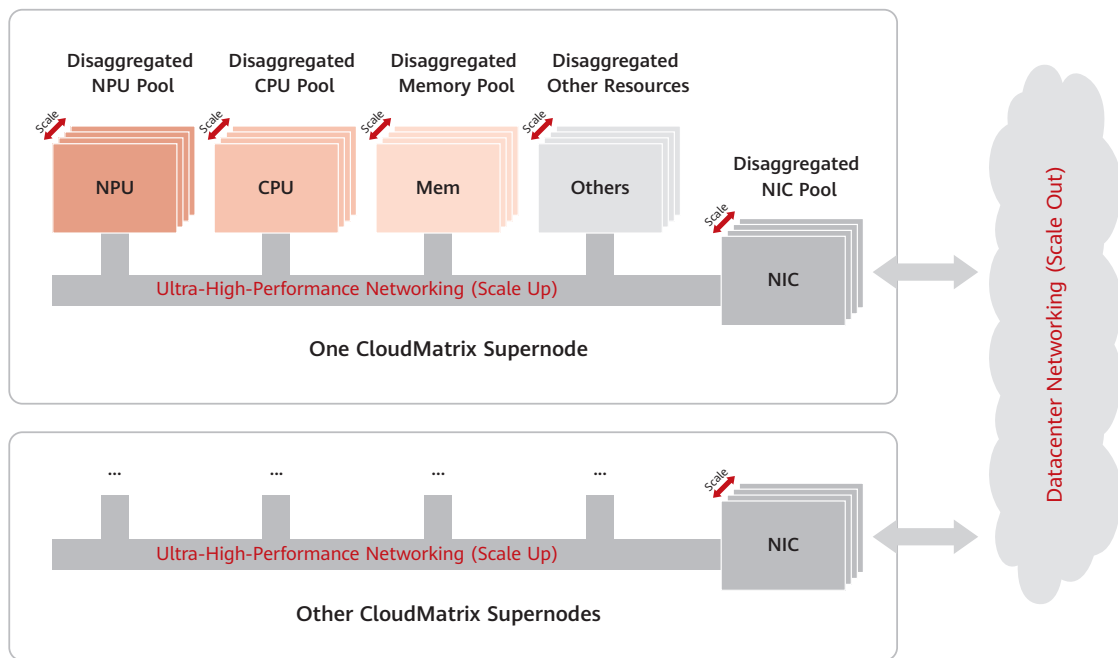 Disaggregated
NPU Pool
Disaggregated
CPU Pool
Disaggregated
Memory Pool
Disaggregated
Other Resources
Scale
Scale
Scale
Scale
NPU
CPU
Mem
Others
Disaggregated
NIC Pool
Scale
NIC
Ultra-High-Performance Networking (Scale Up)
One CloudMatrix Supernode
...
...
...
...
Scale
NIC
Ultra-High-Performance Networking (Scale Up)
Other CloudMatrix Supernodes
Datacenter Networking (Scale Out)